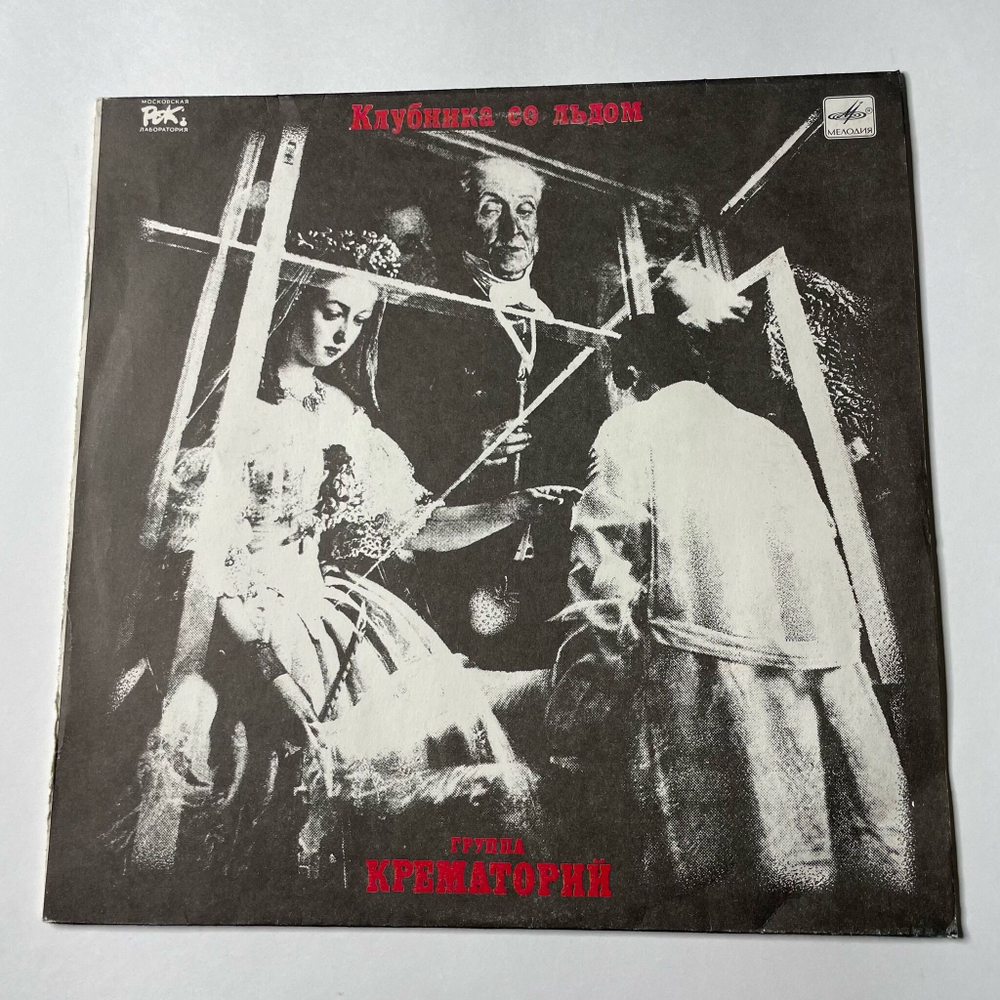 МОСКОВСКАЯ
РОК
ЛАБОРАТОРИЯ
Клубника со льдом
МЕЛОДИЯ
ГРУППА
КРЕМАТОРИЙ